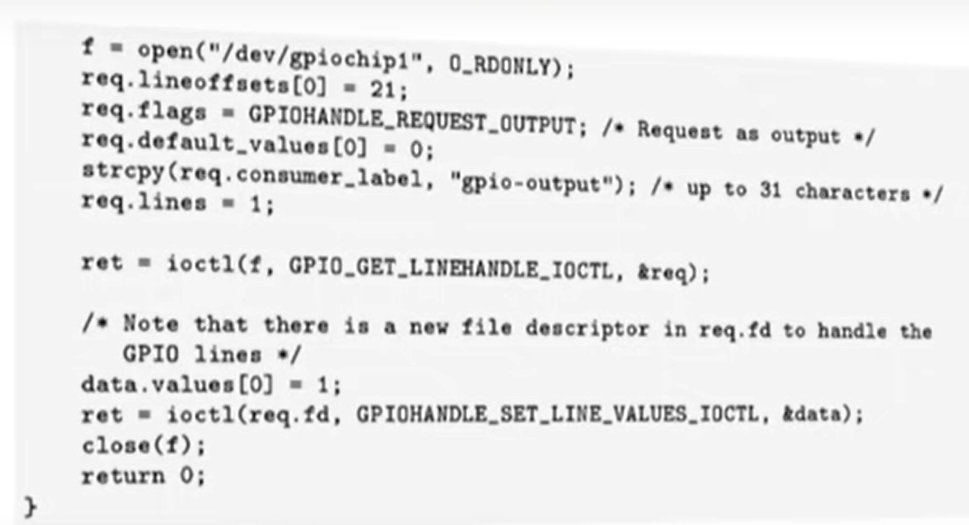 f = open("/dev/gpiochip1", O_RDONLY);
req.lineoffsets[0] = 21;
req.flags = GPIOHANDLE_REQUEST_OUTPUT; /* Request as output */
req.default_values[0] = 0;
strcpy(req.consumer_label, "gpio-output"); /* up to 31 characters */
req.lines = 1;
ret = ioctl(f, GPIO_GET_LINEHANDLE_IOCTL, &req);
/* Note that there is a new file descriptor in req.fd to handle the
GPIO lines */
data.values[0] = 1;
ret = ioctl(req.fd, GPIOHANDLE_SET_LINE_VALUES_IOCTL, &data);
close(f);
return 0;
}